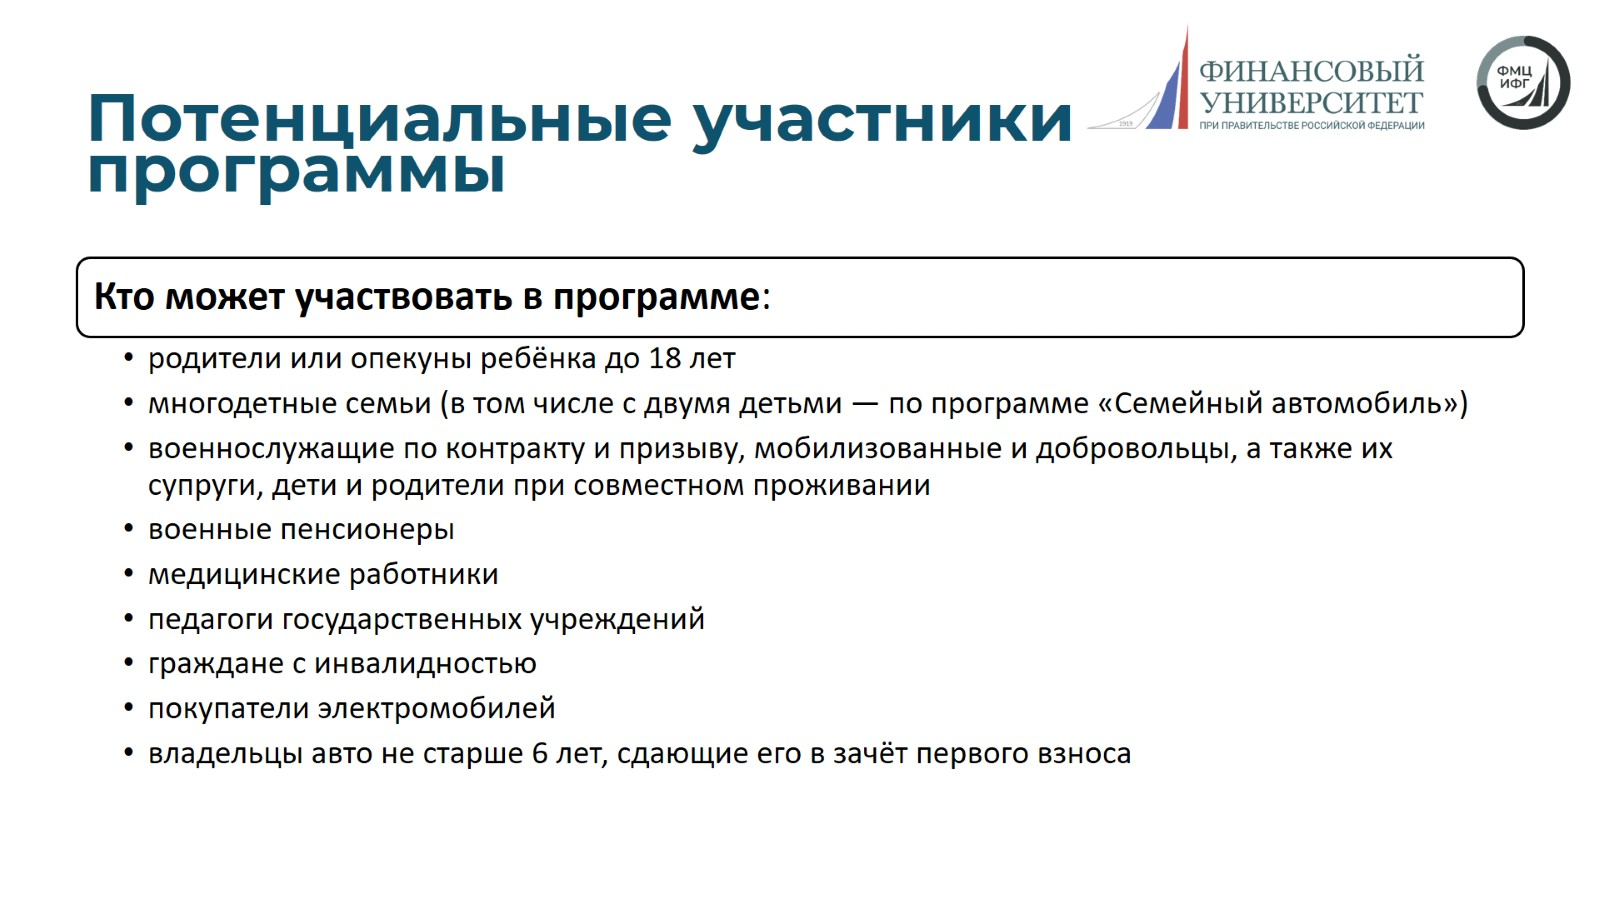 Потенциальные участники
программы
ФИНАНСОВЫЙ
УНИВЕРСИТЕТ
ПРИ ПРАВИТЕЛЬСТВЕ РОССИЙСКОЙ ФЕДЕРАЦИИ
1919
ФМЦ
ИФГ
Кто может участвовать в программе:
• родители или опекуны ребёнка до 18 лет
• многодетные семьи (в том числе с двумя детьми — по программе «Семейный автомобиль»)
• военнослужащие по контракту и призыву, мобилизованные и добровольцы, а также их
супруги, дети и родители при совместном проживании
• военные пенсионеры
• медицинские работники
• педагоги государственных учреждений
• граждане с инвалидностью
• покупатели электромобилей
• владельцы авто не старше 6 лет, сдающие его в зачёт первого взноса